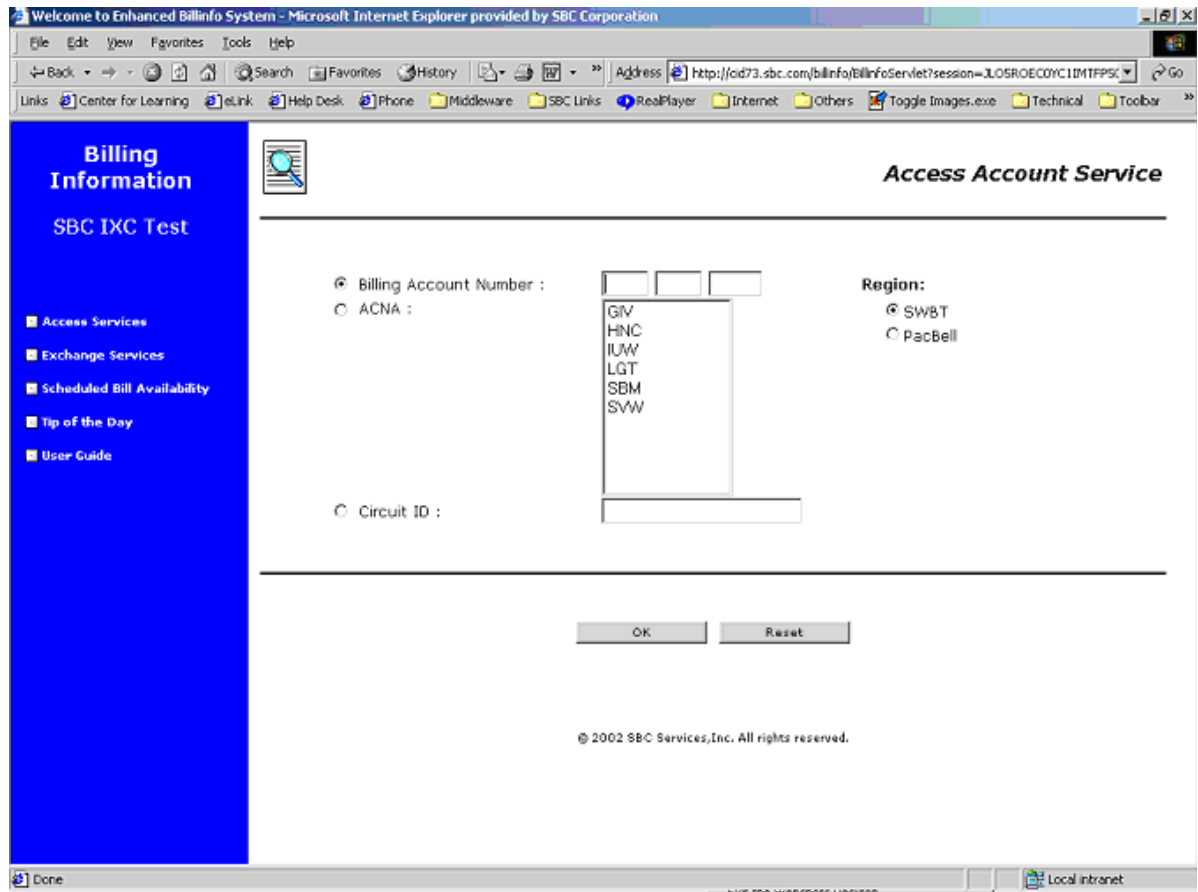 Welcome to Enhanced Billinfo System - Microsoft Internet Explorer provided by SBC Corporation
File Edit View Favorites Tools Help
Back Search Favorites History Address http://cid73.sbc.com/billinfo/BillnfoServlet?session= Go
Links Center for Learning eLink Help Desk Phone Middleware SBC Links RealPlayer Internet Others Toggle Images.exe Technical Toolbar
Billing
Information
SBC IXC Test
Access Services
Exchange Services
Scheduled Bill Availability
Tip of the Day
User Guide
Access Account Service
Billing Account Number :
ACNA :
GIV
HNC
IUW
LGT
SBM
SVW
Region:
SWBT
PacBell
Circuit ID :
OK Reset
© 2002 SBC Services,Inc. All rights reserved.
Done Local intranet